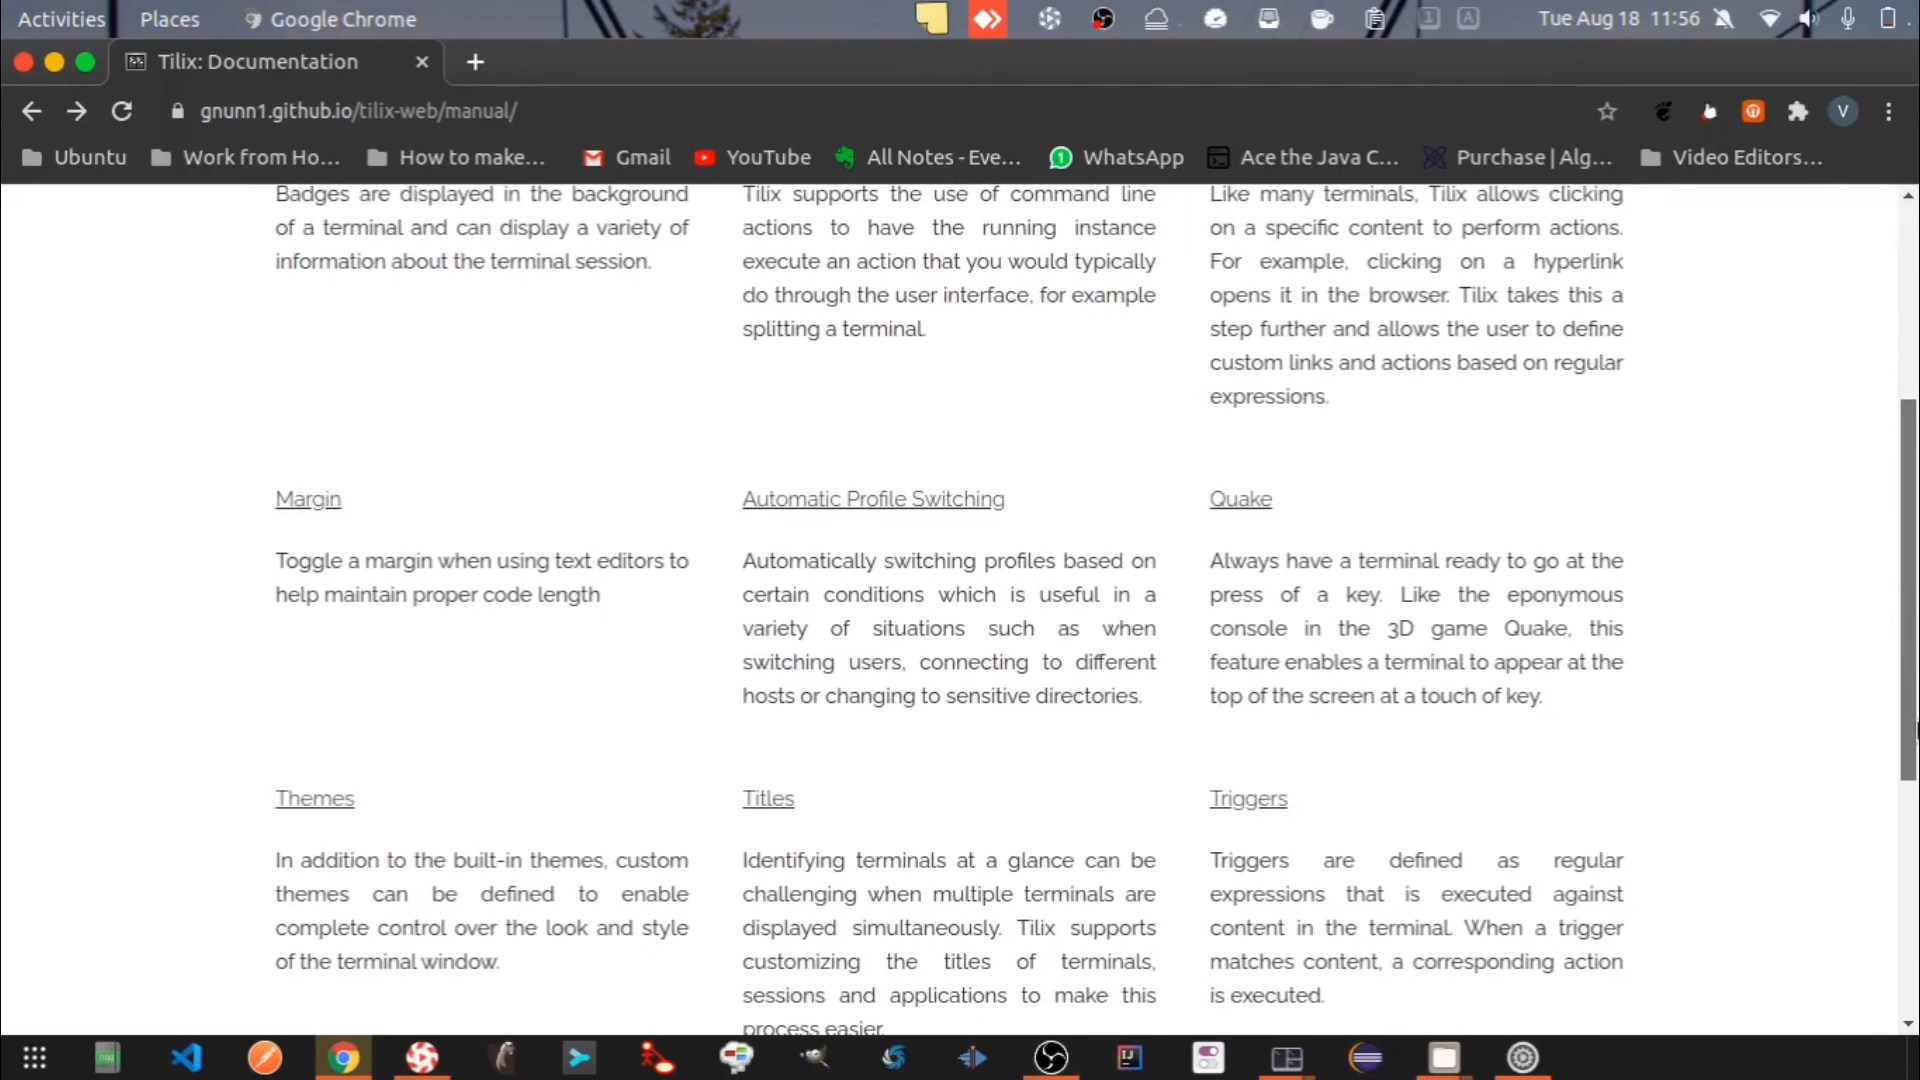 Activities Places Google Chrome Tue Aug 18 11:56
Tilix: Documentation
gnunn1.github.io/tilix-web/manual/
V
Ubuntu Work from Ho... How to make... Gmail YouTube All Notes - Eve... 1 WhatsApp Ace the Java C... Purchase | Alg... Video Editors...
Badges are displayed in the background
of a terminal and can display a variety of
information about the terminal session.
Tilix supports the use of command line
actions to have the running instance
execute an action that you would typically
do through the user interface, for example
splitting a terminal.
Like many terminals, Tilix allows clicking
on a specific content to perform actions.
For example, clicking on a hyperlink
opens it in the browser. Tilix takes this a
step further and allows the user to define
custom links and actions based on regular
expressions.
Margin
Toggle a margin when using text editors to
help maintain proper code length
Automatic Profile Switching
Automatically switching profiles based on
certain conditions which is useful in a
variety of situations such as when
switching users, connecting to different
hosts or changing to sensitive directories.
Quake
Always have a terminal ready to go at the
press of a key. Like the eponymous
console in the 3D game Quake, this
feature enables a terminal to appear at the
top of the screen at a touch of key.
Themes
In addition to the built-in themes, custom
themes can be defined to enable
complete control over the look and style
of the terminal window.
Titles
Identifying terminals at a glance can be
challenging when multiple terminals are
displayed simultaneously. Tilix supports
customizing the titles of terminals,
sessions and applications to make this
process easier.
Triggers
Triggers are defined as regular
expressions that is executed against
content in the terminal. When a trigger
matches content, a corresponding action
is executed.